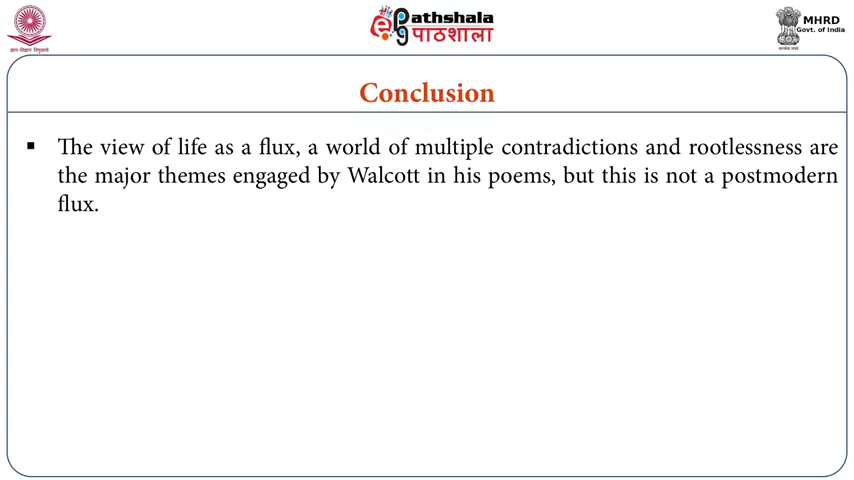 ePathshala
पाठशाला
MHRD
Govt. of India
Conclusion
▪ The view of life as a flux, a world of multiple contradictions and rootlessness are
the major themes engaged by Walcott in his poems, but this is not a postmodern
flux.